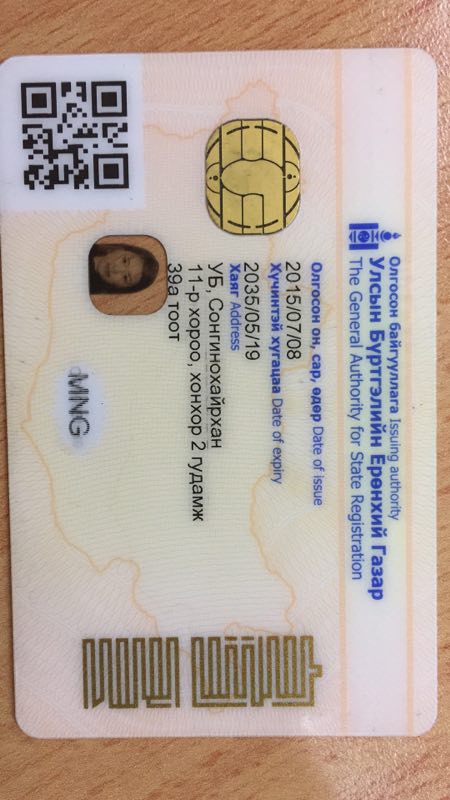 Олгосон байгууллага Issuing authority
Улсын Бүртгэлийн Ерөнхий Газар
The General Authority for State Registration
Олгосон он, сар, өдөр Date of issue
2015/07/08
Хүчинтэй хугацаа Date of expiry
2035/05/19
Хаяг Address
УБ, Сонгинохайрхан
11-р хороо, хонхор 2 гудамж
39а тоот
MNG